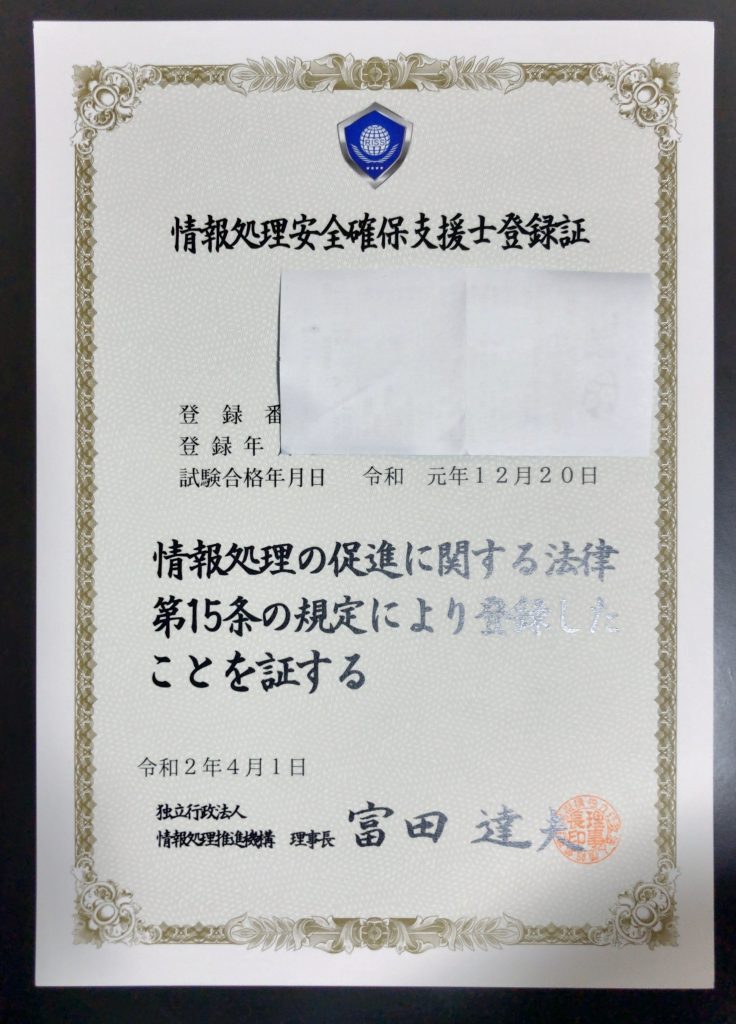 RISS
情報処理安全確保支援士登録証
登録番
登録年
試験合格年月日 令和 元年12月20日
情報処理の促進に関する法律
第15条の規定により登録した
ことを証する
令和2年4月1日
独立行政法人
情報処理推進機構 理事長 富田 達夫